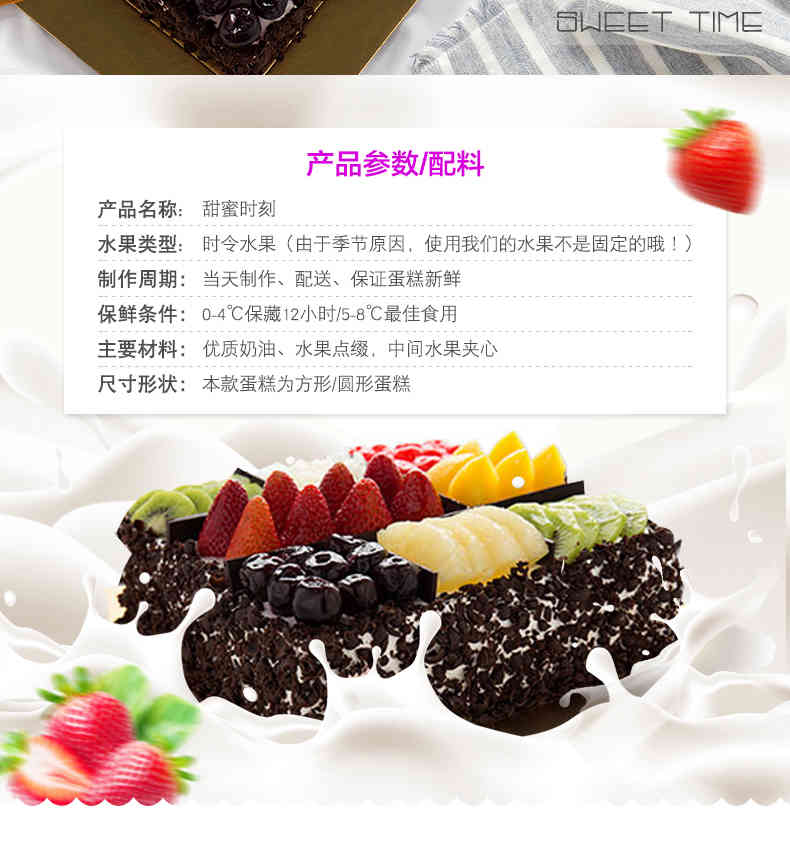 SWEET TIME
产品参数/配料
产品名称: 甜蜜时刻
水果类型: 时令水果（由于季节原因，使用我们的水果不是固定的哦！）
制作周期: 当天制作、配送、保证蛋糕新鲜
保鲜条件: 0-4℃保藏12小时/5-8℃最佳食用
主要材料: 优质奶油、水果点缀，中间水果夹心
尺寸形状: 本款蛋糕为方形/圆形蛋糕